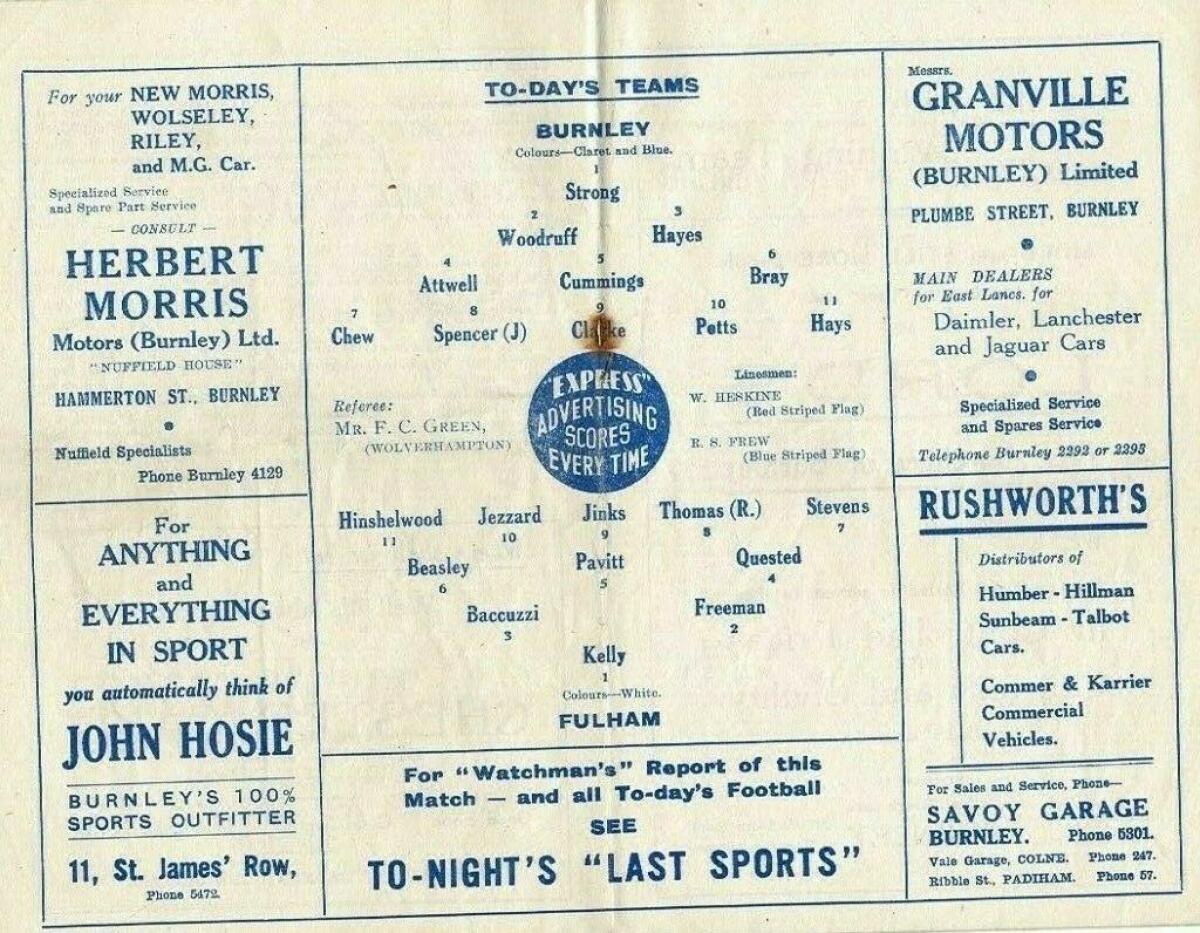 For your NEW MORRIS,
WOLSELEY,
RILEY,
and M.G. Car.
Specialized Service
and Spare Part Service
— CONSULT —
HERBERT
MORRIS
Motors (Burnley) Ltd.
"NUFFIELD HOUSE"
HAMMERTON ST., BURNLEY
Nuffield Specialists
Phone Burnley 4129
For
ANYTHING
and
EVERYTHING
IN SPORT
you automatically think of
JOHN HOSIE
BURNLEY'S 100%
SPORTS OUTFITTER
11, St. James' Row,
Phone 5472.
TO-DAY'S TEAMS
BURNLEY
Colours—Claret and Blue.
1
Strong
2 3
Woodruff Hayes
4 5 6
Attwell Cummings Bray
7 8 9 10 11
Chew Spencer (J) Clarke Potts Hays
Referee:
MR. F. C. GREEN,
(WOLVERHAMPTON)
"EXPRESS"
ADVERTISING
SCORES
EVERY TIME
Linesmen:
W. HESKINE
(Red Striped Flag)
R. S. FREW
(Blue Striped Flag)
Hinshelwood Jezzard Jinks Thomas (R.) Stevens
11 10 9 8 7
Beasley Pavitt Quested
6 5 4
Baccuzzi Freeman
3 2
Kelly
1
Colours—White.
FULHAM
For "Watchman's" Report of this
Match — and all To-day's Football
SEE
TO-NIGHT'S "LAST SPORTS"
Messrs.
GRANVILLE
MOTORS
(BURNLEY) Limited
PLUMBE STREET, BURNLEY
MAIN DEALERS
for East Lancs. for
Daimler, Lanchester
and Jaguar Cars
Specialized Service
and Spares Service
Telephone Burnley 2292 or 2293
RUSHWORTH'S
Distributors of
Humber - Hillman
Sunbeam - Talbot
Cars.
Commer & Karrier
Commercial
Vehicles.
For Sales and Service, Phone—
SAVOY GARAGE
BURNLEY. Phone 5301.
Vale Garage, COLNE. Phone 247.
Ribble St., PADIHAM. Phone 57.